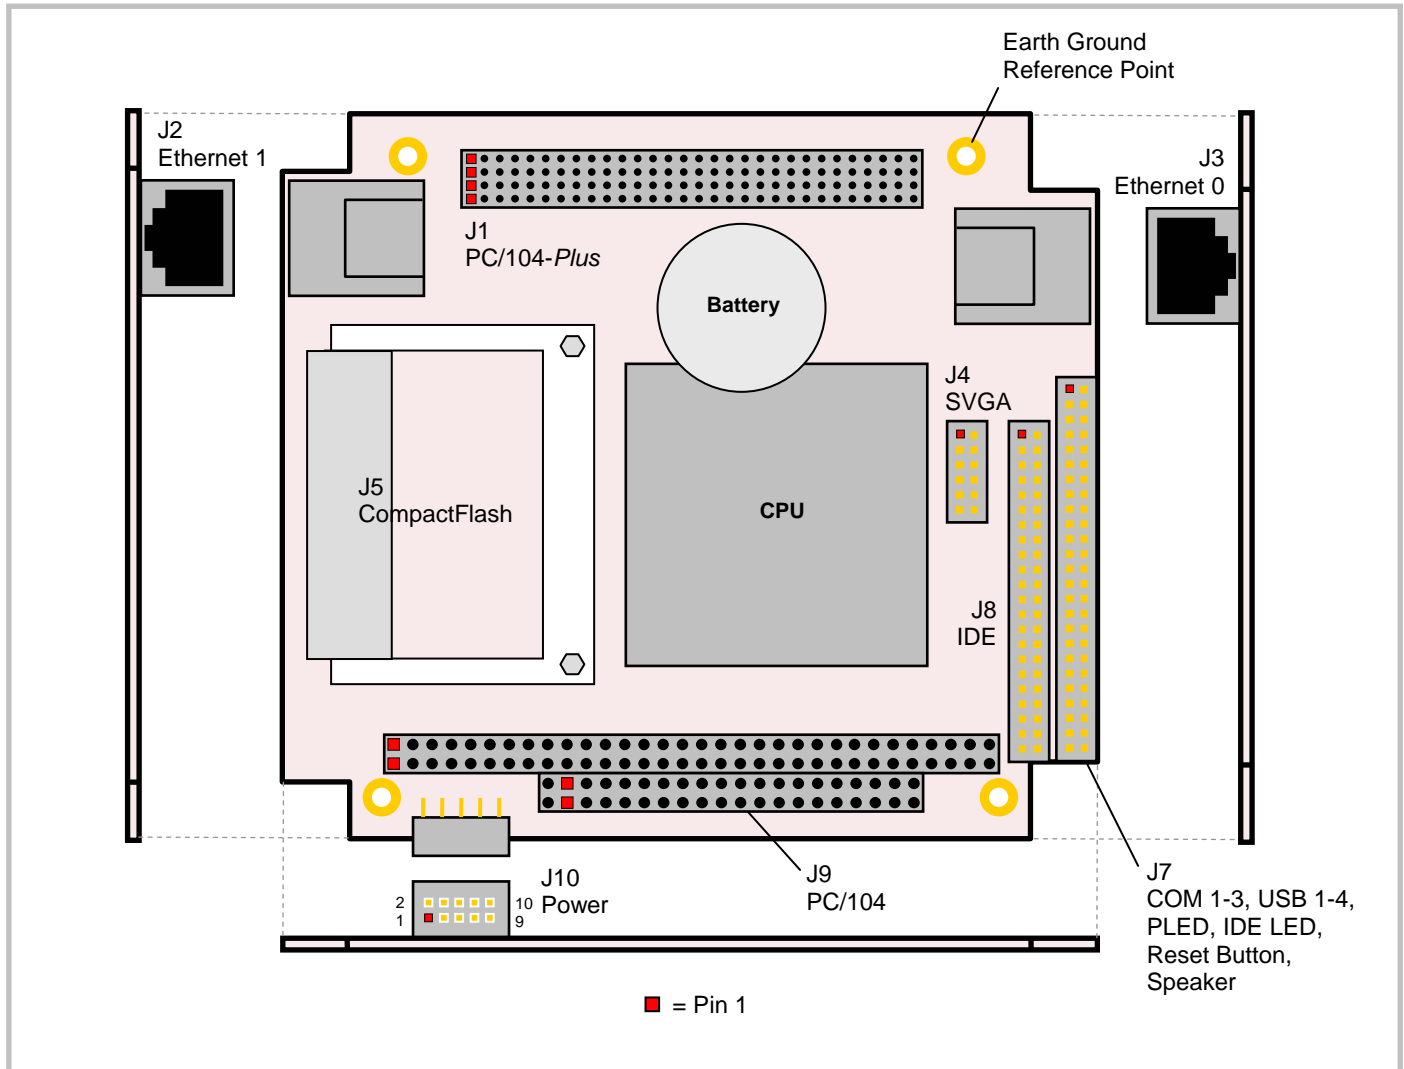 Earth Ground
Reference Point
J2
Ethernet 1
J3
Ethernet 0
J1
PC/104-Plus
Battery
J4
SVGA
J5
CompactFlash
CPU
J8
IDE
J10
Power
2
1
10
9
J9
PC/104
J7
COM 1-3, USB 1-4,
PLED, IDE LED,
Reset Button,
Speaker
= Pin 1